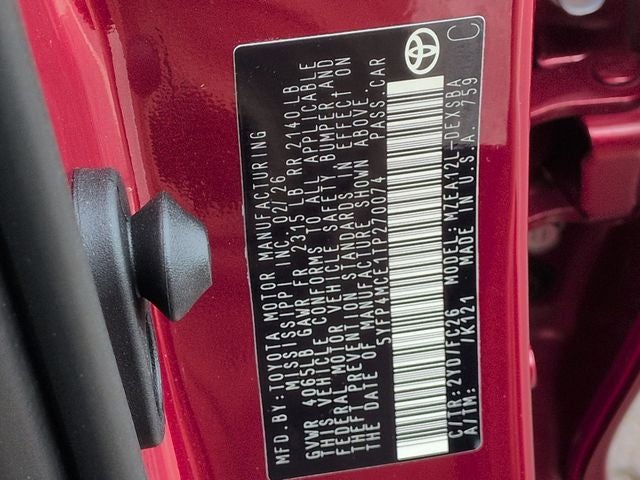 MFD.BY:TOYOTA MOTOR MANUFACTURING
MISSISSIPPI INC. 02/26
GVWR 4065LB GAWR FR 2315 LB RR 2140LB
THIS VEHICLE CONFORMS TO ALL APPLICABLE
FEDERAL MOTOR VEHICLE SAFETY, BUMPER AND
THEFT PREVENTION STANDARDS IN EFFECT ON
THE DATE OF MANUFACTURE SHOWN ABOVE.
PASS.CAR
C/TR:2Y0/FC26 MODEL:MZEA12L-DEXSBA
A/TM: /K121 MADE IN U.S.A. 759
C